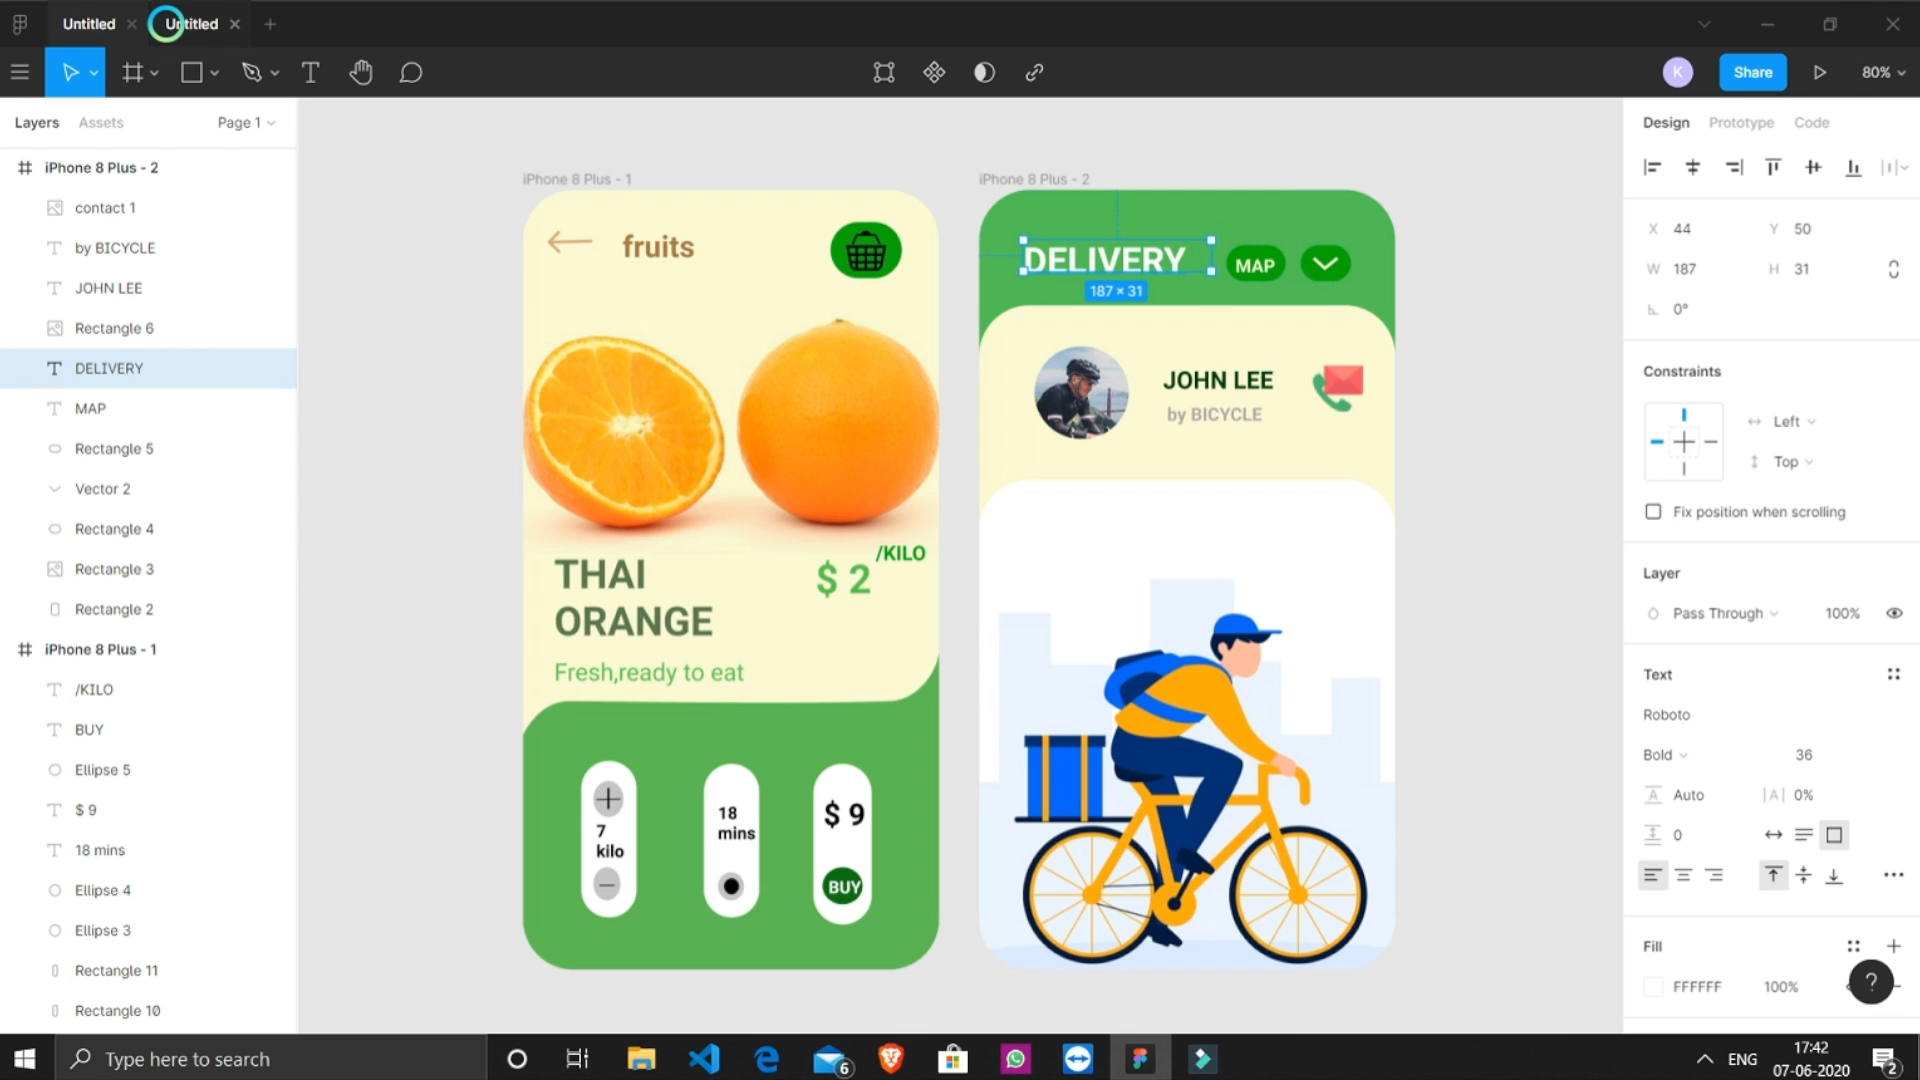 Untitled
Untitled
K
Share
80%
Layers
Assets
Page 1
Design
Prototype
Code
iPhone 8 Plus - 2
contact 1
by BICYCLE
JOHN LEE
Rectangle 6
DELIVERY
MAP
Rectangle 5
Vector 2
Rectangle 4
Rectangle 3
Rectangle 2
iPhone 8 Plus - 1
/KILO
BUY
Ellipse 5
$ 9
18 mins
Ellipse 4
Ellipse 3
Rectangle 11
Rectangle 10
iPhone 8 Plus - 1
fruits
THAI
ORANGE
$ 2
/KILO
Fresh,ready to eat
7
kilo
18
mins
$ 9
BUY
iPhone 8 Plus - 2
DELIVERY
187 × 31
MAP
JOHN LEE
by BICYCLE
X 44
Y 50
W 187
H 31
0°
Constraints
Left
Top
Fix position when scrolling
Layer
Pass Through
100%
Text
Roboto
Bold
36
A Auto
|A| 0%
0
Fill
FFFFFF
100%
?
Type here to search
6
ENG
17:42
07-06-2020
2